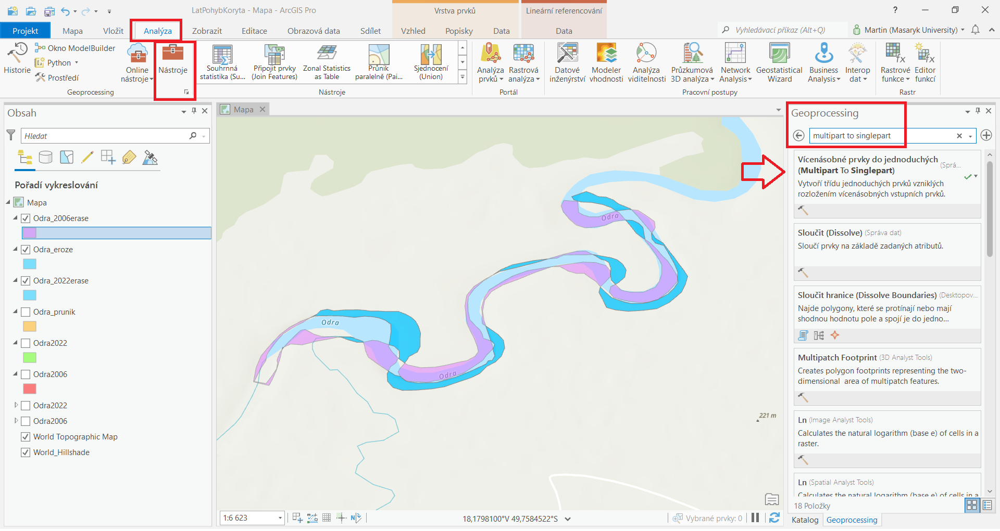 LatPohybKoryta - Mapa - ArcGIS Pro
Vrstva prvků
Lineární referencování
?
Projekt
Mapa
Vložit
Analýza
Zobrazit
Editace
Obrazová data
Sdílet
Vzhled
Popisky
Data
Data
Vyhledávací příkaz (Alt+Q)
Martin (Masaryk University)
Historie
Okno ModelBuilder
Python
Prostředí
Online
nástroje
Nástroje
Geoprocessing
Souhrnná
statistika (Su...
Připojit prvky
(Join Features)
Zonal Statistics
as Table
Průnik
paralelně (Pai...
Sjednocení
(Union)
Nástroje
Analýza
prvků
Rastrová
analýza
Portál
Datové
inženýrství
Modeler
vhodnosti
Analýza
viditelnosti
Průzkumová
3D analýza
Network
Analysis
Geostatistical
Wizard
Business
Analysis
Interop
dat
Pracovní postupy
Rastrové
funkce
Editor
funkcí
Rastr
Obsah
Hledat
Pořadí vykreslování
Mapa
Odra_2006erase
Odra_eroze
Odra_2022erase
Odra_prunik
Odra2022
Odra2006
Odra2022
Odra2006
World Topographic Map
World_Hillshade
Mapa
Odra
Odra
Odra
221 m
1:6 623
18,1798100°V 49,7584522°S
Vybrané prvky: 0
Geoprocessing
multipart to singlepart
Vícenásobné prvky do jednoduchých
(Multipart To Singlepart)
(Sprá...
Vytvoří třídu jednoduchých prvků vzniklých
rozložením vícenásobných vstupních prvků.
Sloučit (Dissolve) (Správa dat)
Sloučí prvky na základě zadaných atributů.
Sloučit hranice (Dissolve Boundaries) (Desktopov...
Najde polygony, které se protínají nebo mají
shodnou hodnotu pole a spojí je do jedno...
Multipatch Footprint (3D Analyst Tools)
Creates polygon footprints representing the two-
dimensional area of multipatch features.
Ln (Image Analyst Tools)
Calculates the natural logarithm (base e) of cells in a
raster.
Ln (Spatial Analyst Tools)
Calculates the natural logarithm (base e) of cells in a
18 Položky
Katalog
Geoprocessing